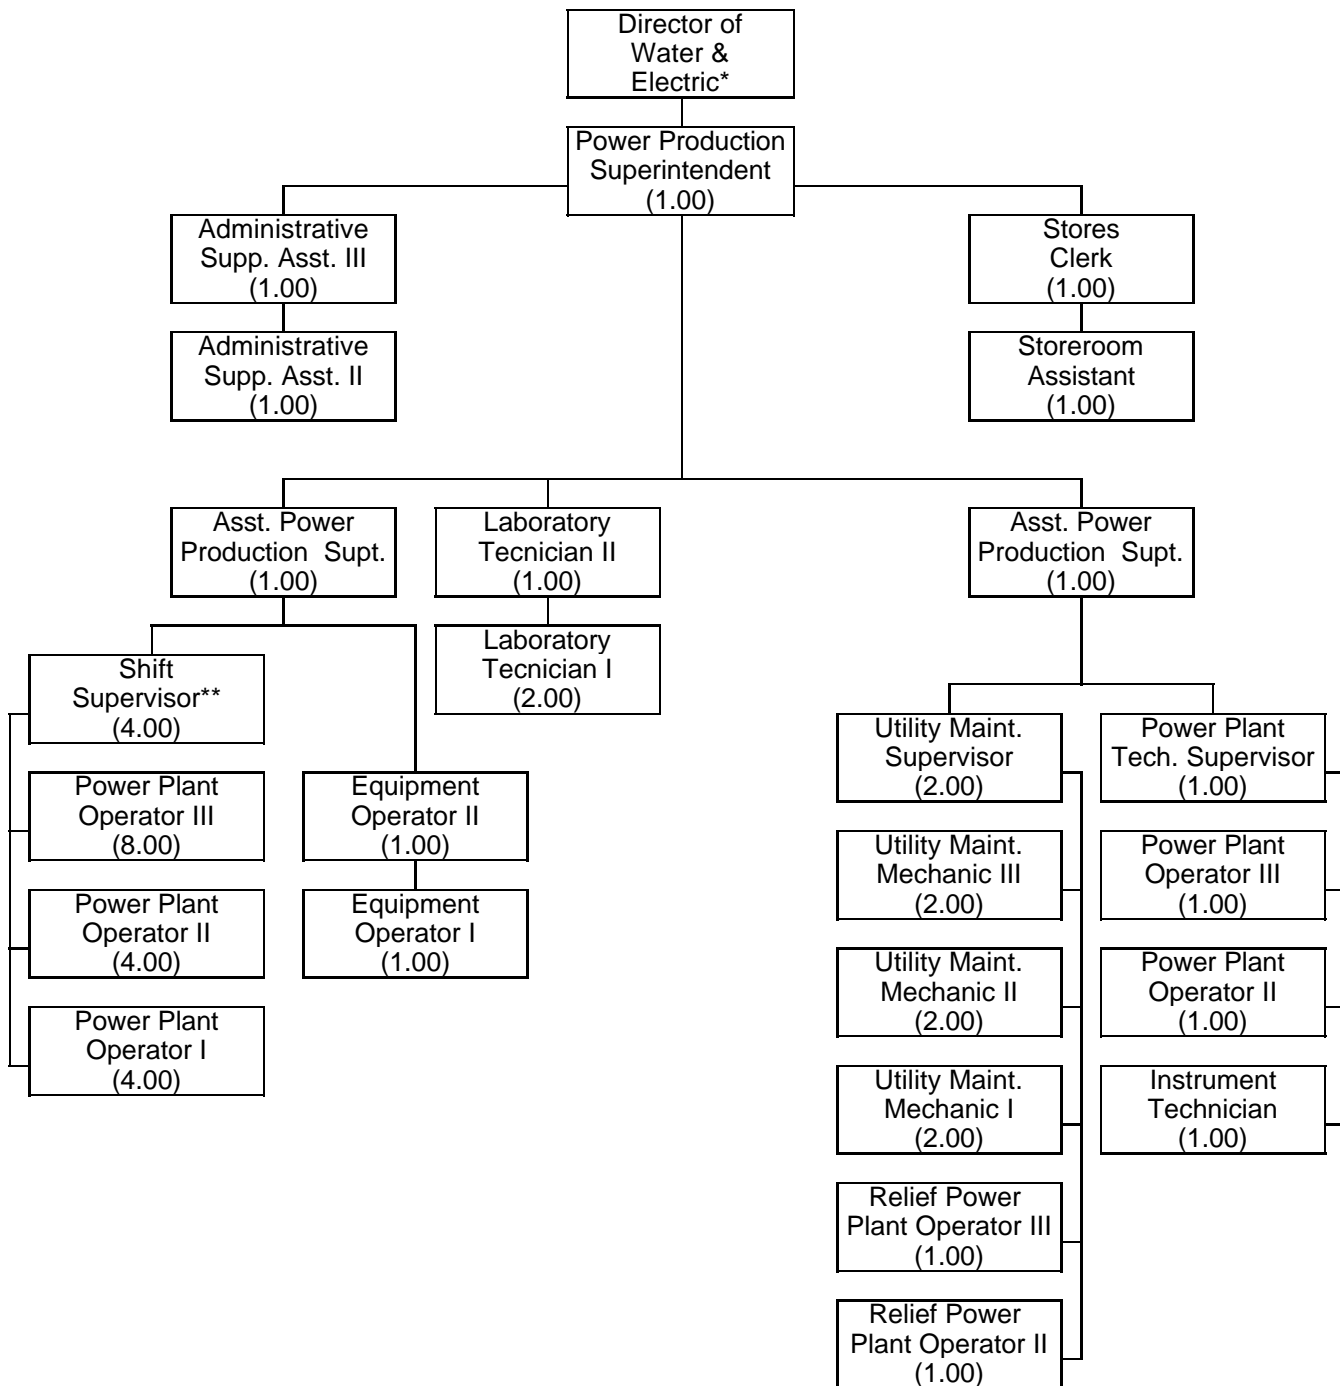 Director of
Water &
Electric*
Power Production
Superintendent
(1.00)
Administrative
Supp. Asst. III
(1.00)
Stores
Clerk
(1.00)
Administrative
Supp. Asst. II
(1.00)
Storeroom
Assistant
(1.00)
Asst. Power
Production Supt.
(1.00)
Laboratory
Tecnician II
(1.00)
Asst. Power
Production Supt.
(1.00)
Shift
Supervisor**
(4.00)
Laboratory
Tecnician I
(2.00)
Utility Maint.
Supervisor
(2.00)
Power Plant
Tech. Supervisor
(1.00)
Power Plant
Operator III
(8.00)
Equipment
Operator II
(1.00)
Utility Maint.
Mechanic III
(2.00)
Power Plant
Operator III
(1.00)
Power Plant
Operator II
(4.00)
Equipment
Operator I
(1.00)
Utility Maint.
Mechanic II
(2.00)
Power Plant
Operator II
(1.00)
Power Plant
Operator I
(4.00)
Utility Maint.
Mechanic I
(2.00)
Instrument
Technician
(1.00)
Relief Power
Plant Operator III
(1.00)
Relief Power
Plant Operator II
(1.00)